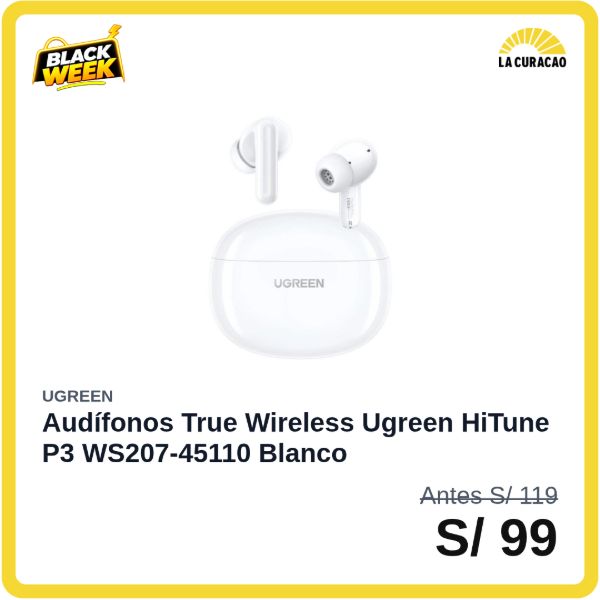 BLACK
WEEK
LA CURACAO
UGREEN
UGREEN
Audífonos True Wireless Ugreen HiTune
P3 WS207-45110 Blanco
Antes S/ 119
S/ 99